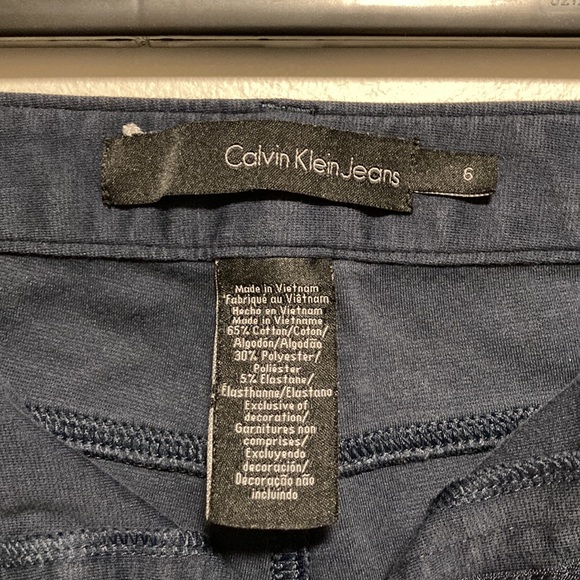 Calvin Klein Jeans
6
Made in Vietnam
Fabriqué au Viêtnam
Hecho en Vietnam
Made in Vietname
65% Cotton/Coton/
Algodón/Algodão
30% Polyester/
Poliéster
5% Elastane/
Elasthanne/Elastano
Exclusive of
decoration/
Garnitures non
comprises/
Excluyendo
decoración/
Decoração não
incluindo